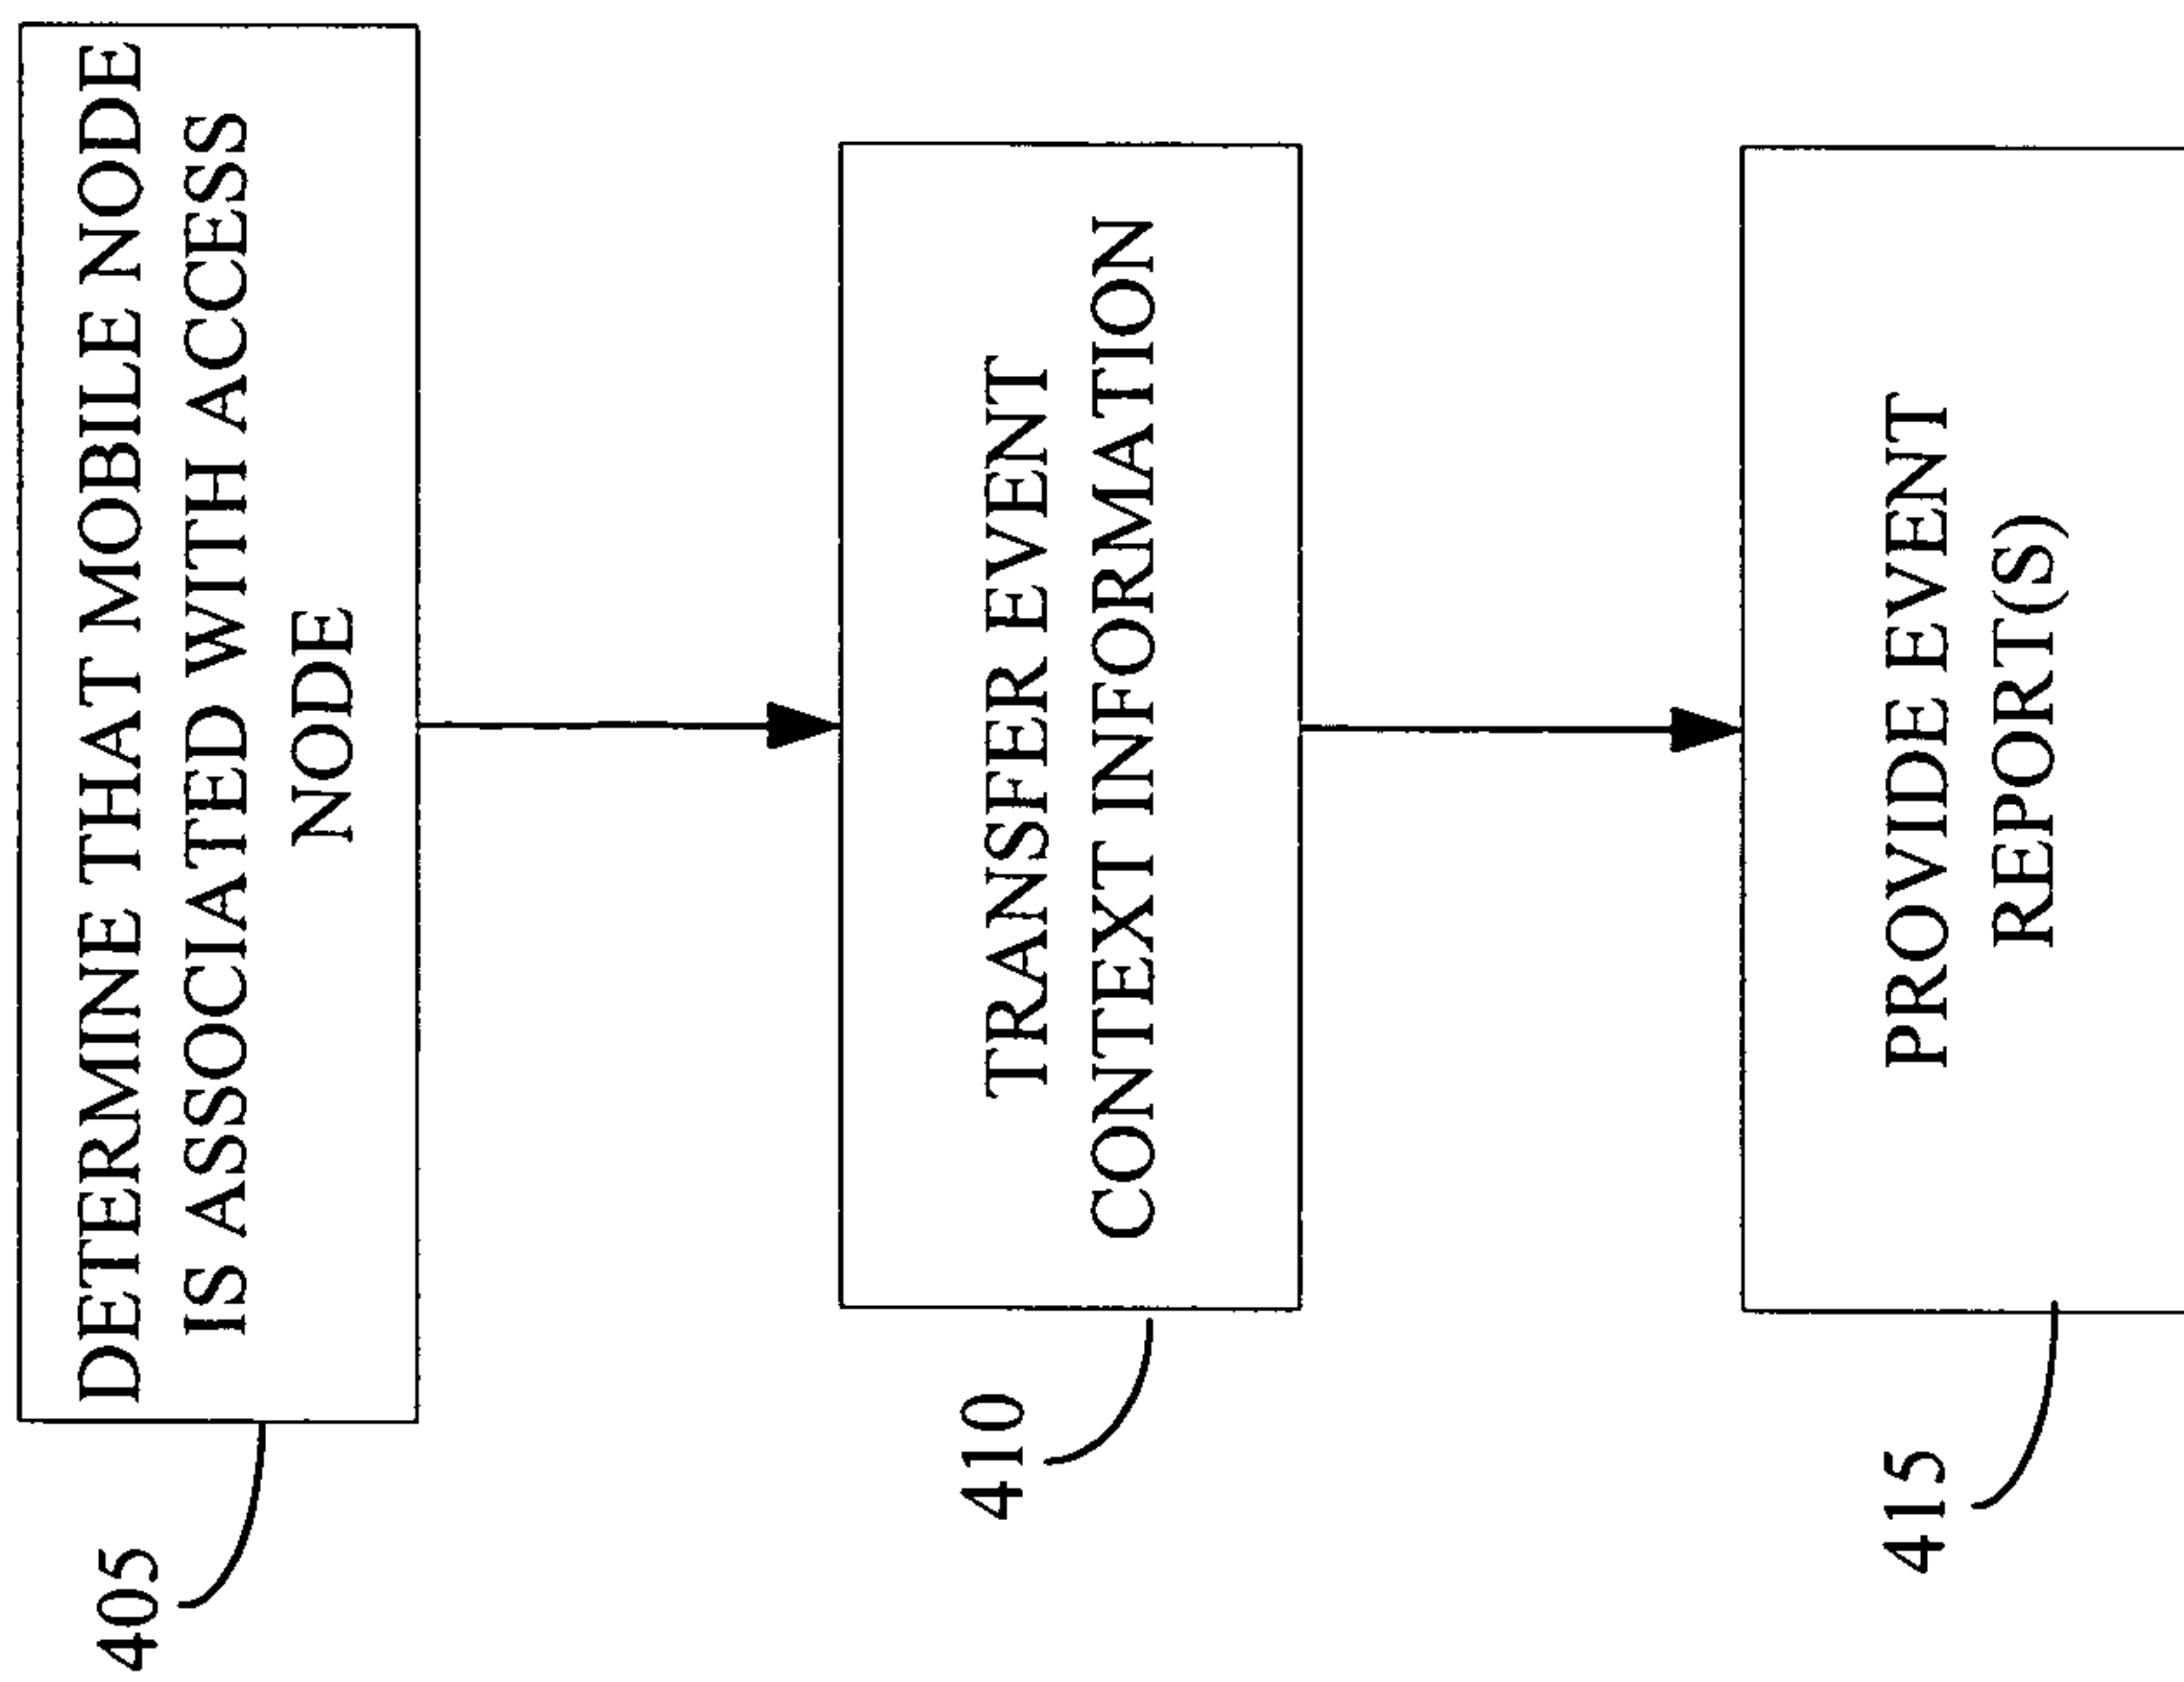 DETERMINE THAT MOBILE NODE
IS ASSOCIATED WITH ACCESS
NODE
405
TRANSFER EVENT
CONTEXT INFORMATION
410
PROVIDE EVENT
REPORT(S)
415